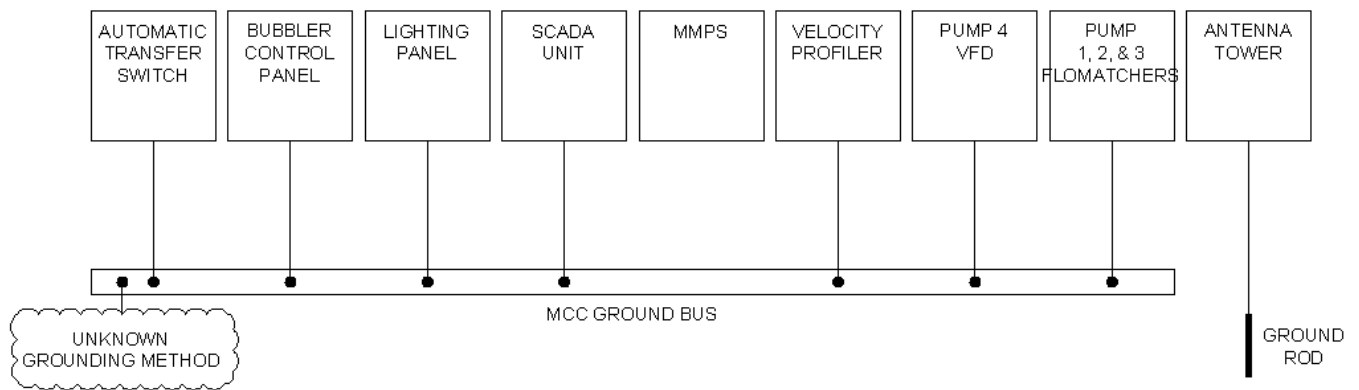 AUTOMATIC
TRANSFER
SWITCH
BUBBLER
CONTROL
PANEL
LIGHTING
PANEL
SCADA
UNIT
MMPS
VELOCITY
PROFILER
PUMP 4
VFD
PUMP
1, 2, & 3
FLOMATCHERS
ANTENNA
TOWER
MCC GROUND BUS
UNKNOWN
GROUNDING METHOD
GROUND
ROD